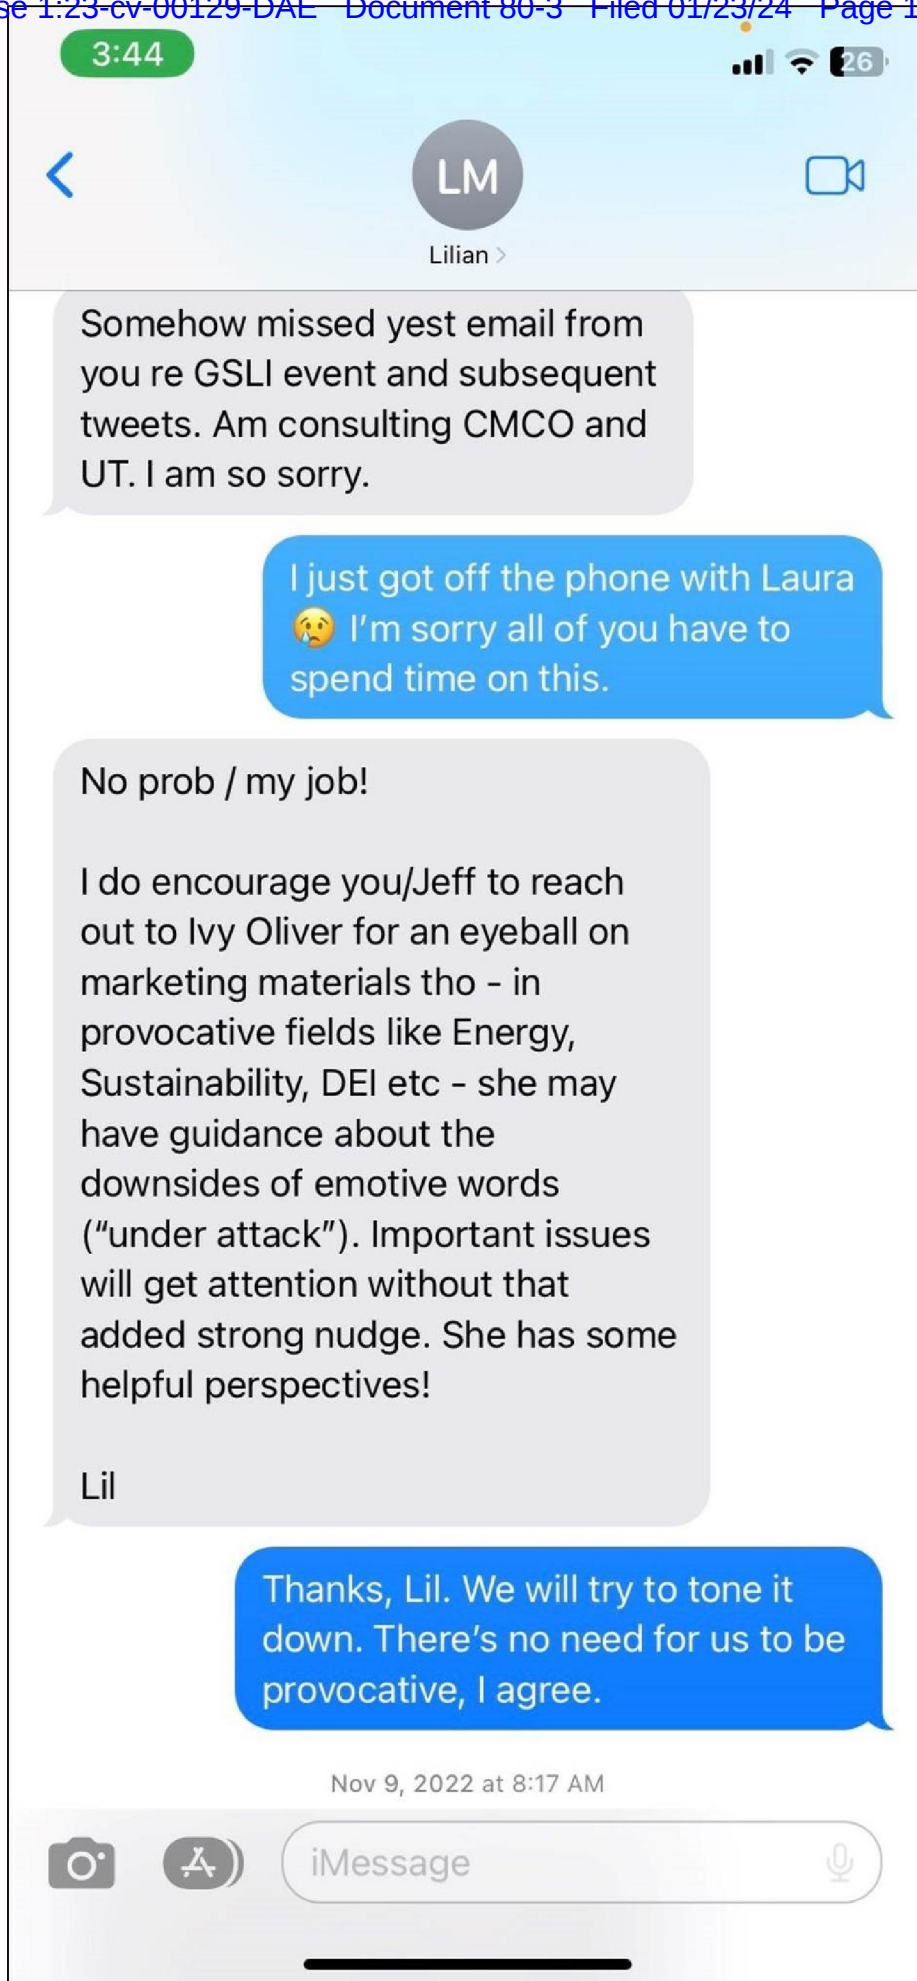 se 1:23-cv-00129-DAE Document 80-3 Filed 01/23/24 Page 1
3:44
26
LM
Lilian
Somehow missed yest email from
you re GSLI event and subsequent
tweets. Am consulting CMCO and
UT. I am so sorry.
I just got off the phone with Laura
😢 I’m sorry all of you have to
spend time on this.
No prob / my job!
I do encourage you/Jeff to reach
out to Ivy Oliver for an eyeball on
marketing materials tho - in
provocative fields like Energy,
Sustainability, DEI etc - she may
have guidance about the
downsides of emotive words
(“under attack”). Important issues
will get attention without that
added strong nudge. She has some
helpful perspectives!
Lil
Thanks, Lil. We will try to tone it
down. There’s no need for us to be
provocative, I agree.
Nov 9, 2022 at 8:17 AM
iMessage